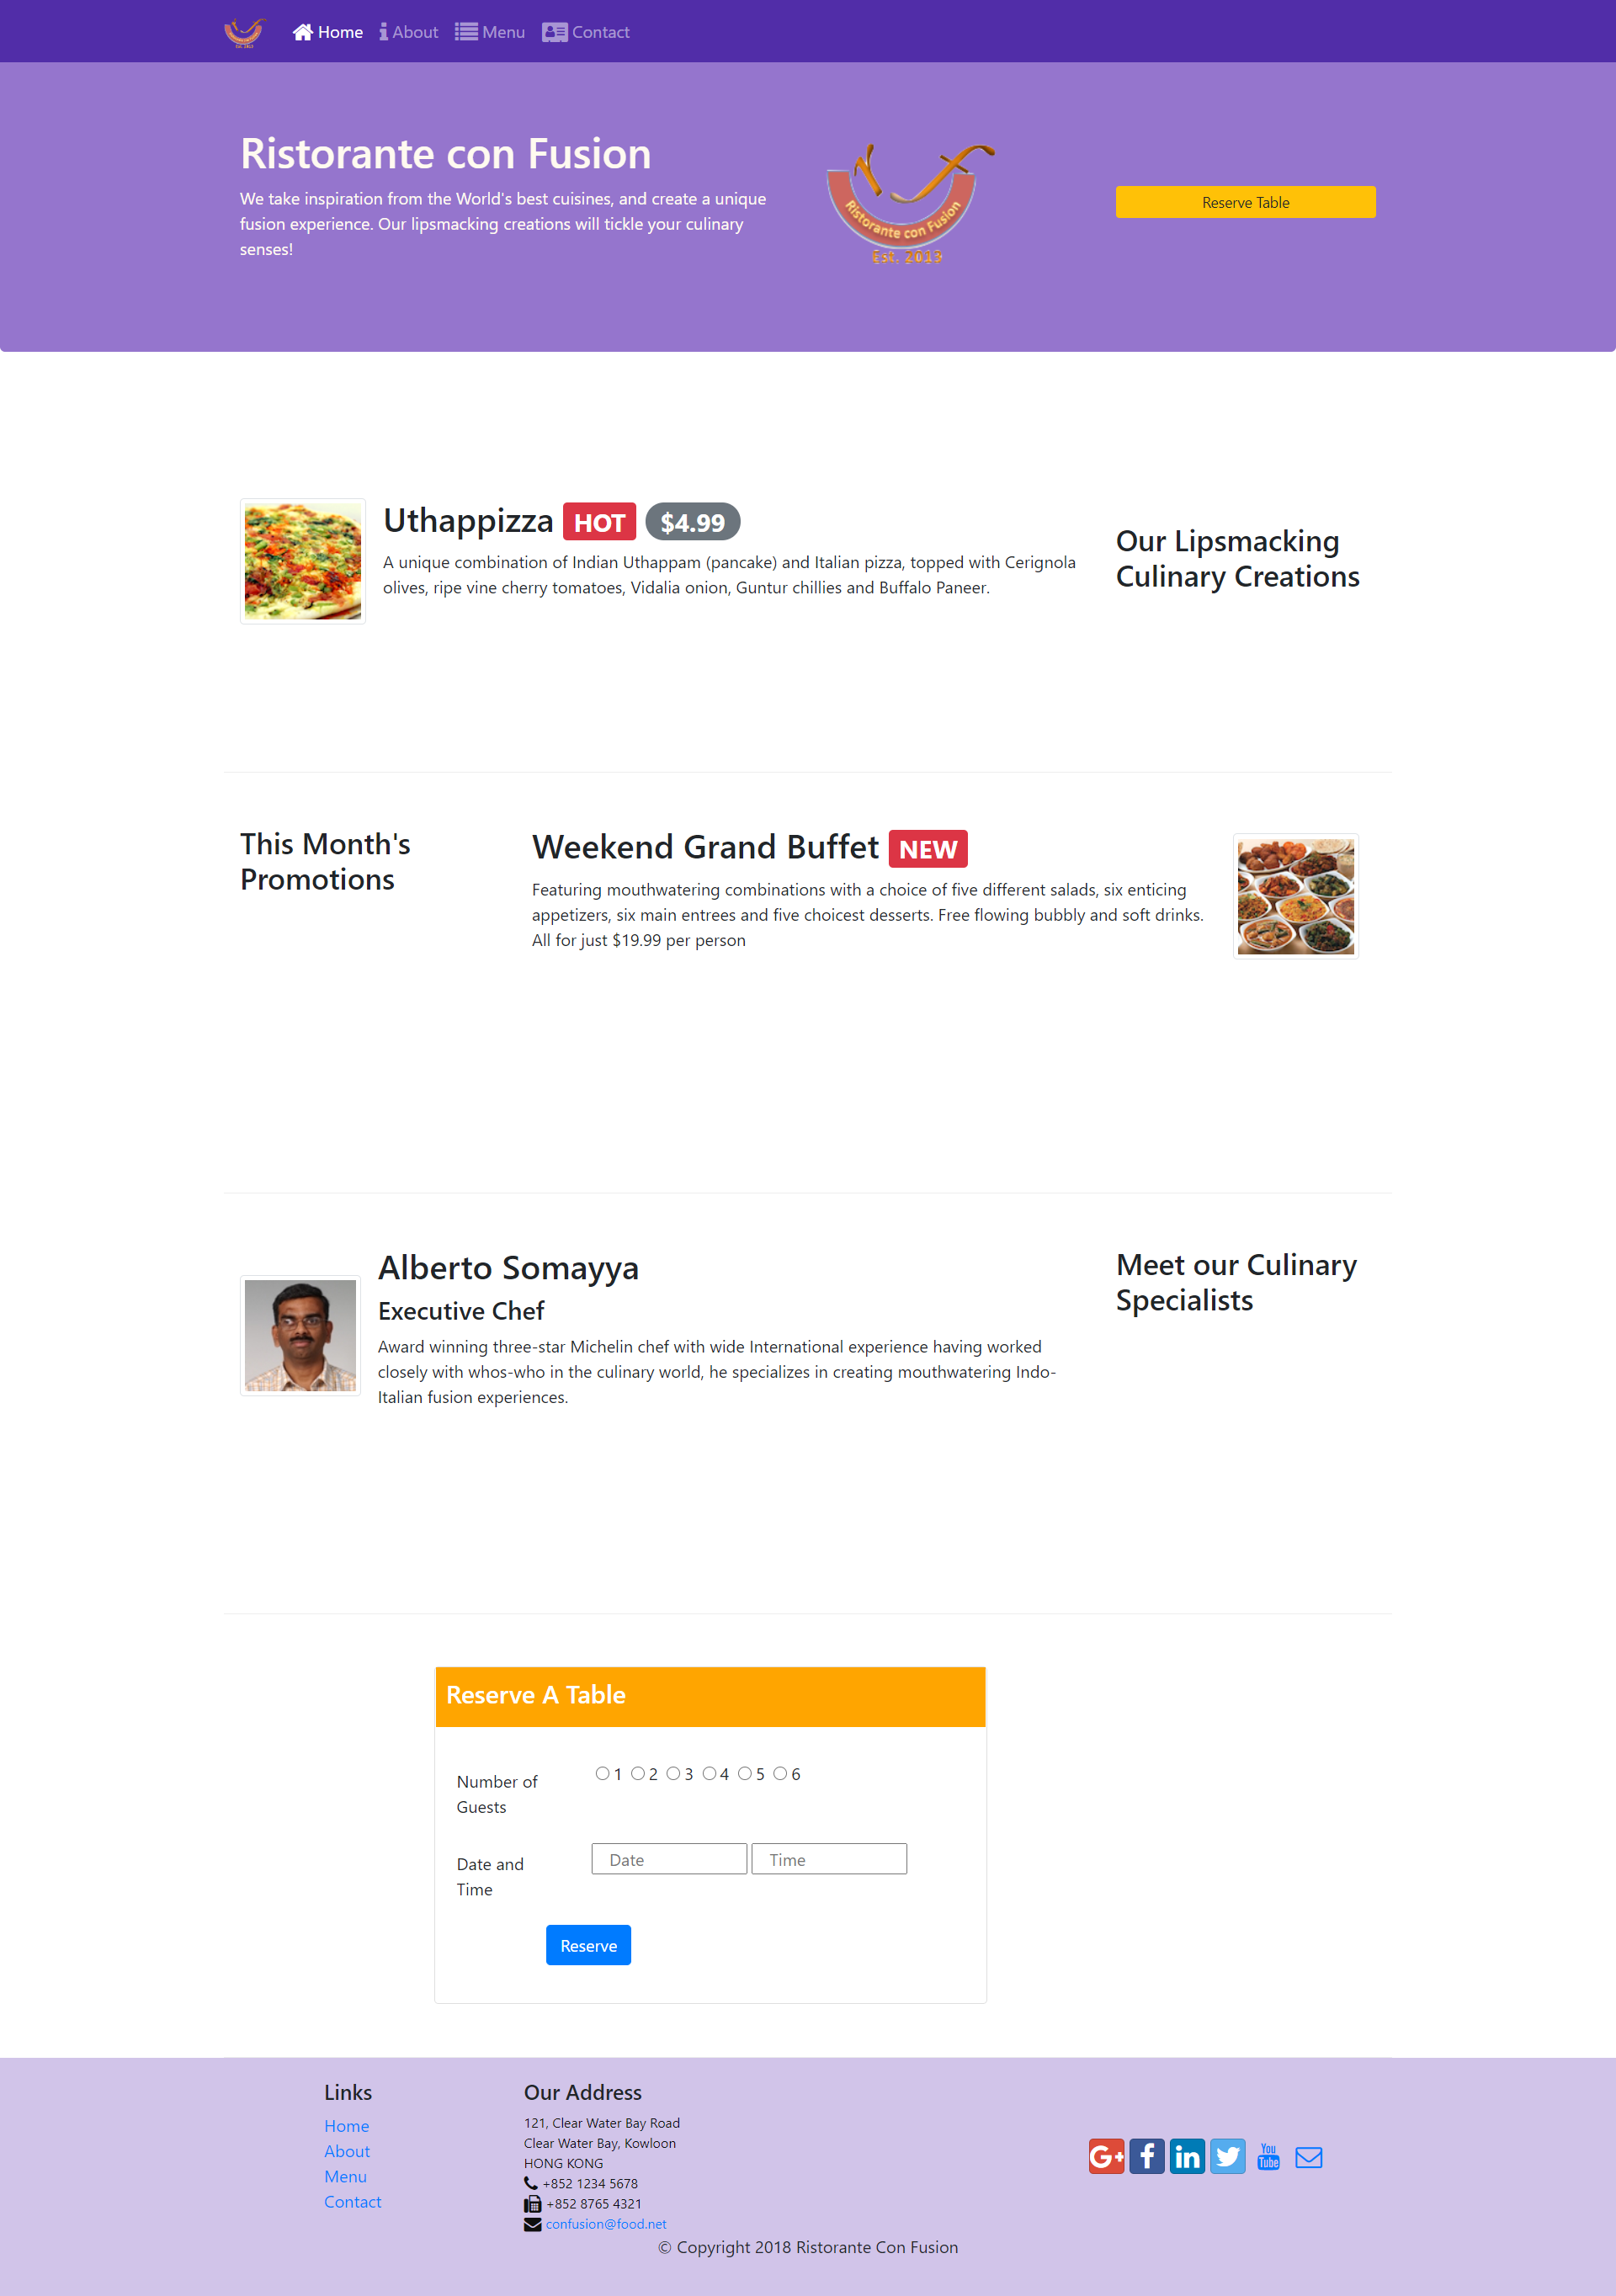 Est. 2013
Home
About
Menu
Contact
Ristorante con Fusion
We take inspiration from the World's best cuisines, and create a unique
fusion experience. Our lipsmacking creations will tickle your culinary
senses!
Ristorante con Fusion
Est. 2013
Reserve Table
Uthappizza HOT $4.99
A unique combination of Indian Uthappam (pancake) and Italian pizza, topped with Cerignola
olives, ripe vine cherry tomatoes, Vidalia onion, Guntur chillies and Buffalo Paneer.
Our Lipsmacking
Culinary Creations
This Month's
Promotions
Weekend Grand Buffet NEW
Featuring mouthwatering combinations with a choice of five different salads, six enticing
appetizers, six main entrees and five choicest desserts. Free flowing bubbly and soft drinks.
All for just $19.99 per person
Alberto Somayya
Executive Chef
Award winning three-star Michelin chef with wide International experience having worked
closely with whos-who in the culinary world, he specializes in creating mouthwatering Indo-
Italian fusion experiences.
Meet our Culinary
Specialists
Reserve A Table
Number of
Guests
1 2 3 4 5 6
Date and
Time
Date
Time
Reserve
Links
Home
About
Menu
Contact
Our Address
121, Clear Water Bay Road
Clear Water Bay, Kowloon
HONG KONG
+852 1234 5678
+852 8765 4321
confusion@food.net
G+ f in You Tube
© Copyright 2018 Ristorante Con Fusion